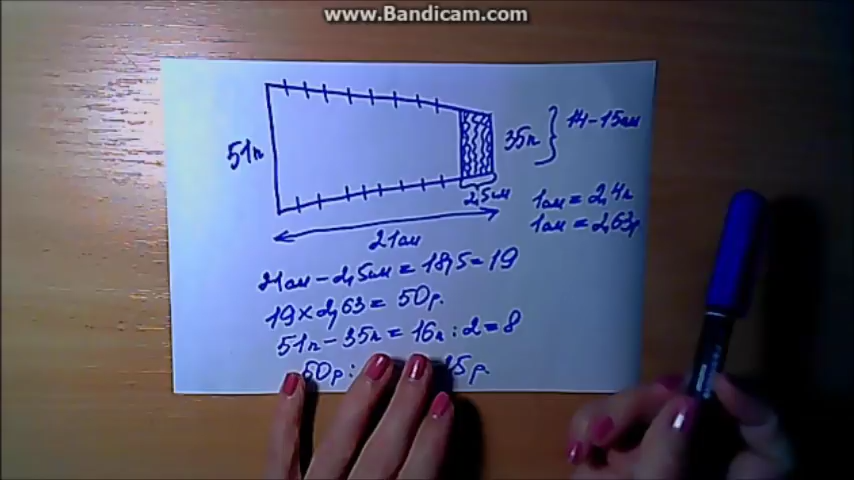 www.Bandicam.com
51п
35п } 14-15см
2,5см
1см = 2,4п
1см = 2,63р
21см
21см - 2,5см = 18,5 = 19
19 × 2,63 = 50р.
51п - 35п = 16п : 2 = 8
50р :